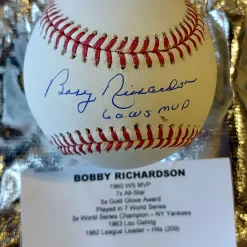 Bobby Richardson
60 WS MVP
BOBBY RICHARDSON
1960 WS MVP
7x All-Star
5x Gold Glove Award
Played in 7 World Series
3x World Series Champion – NY Yankees
1963 Lou Gehrig
1962 League Leader – Hits (209)